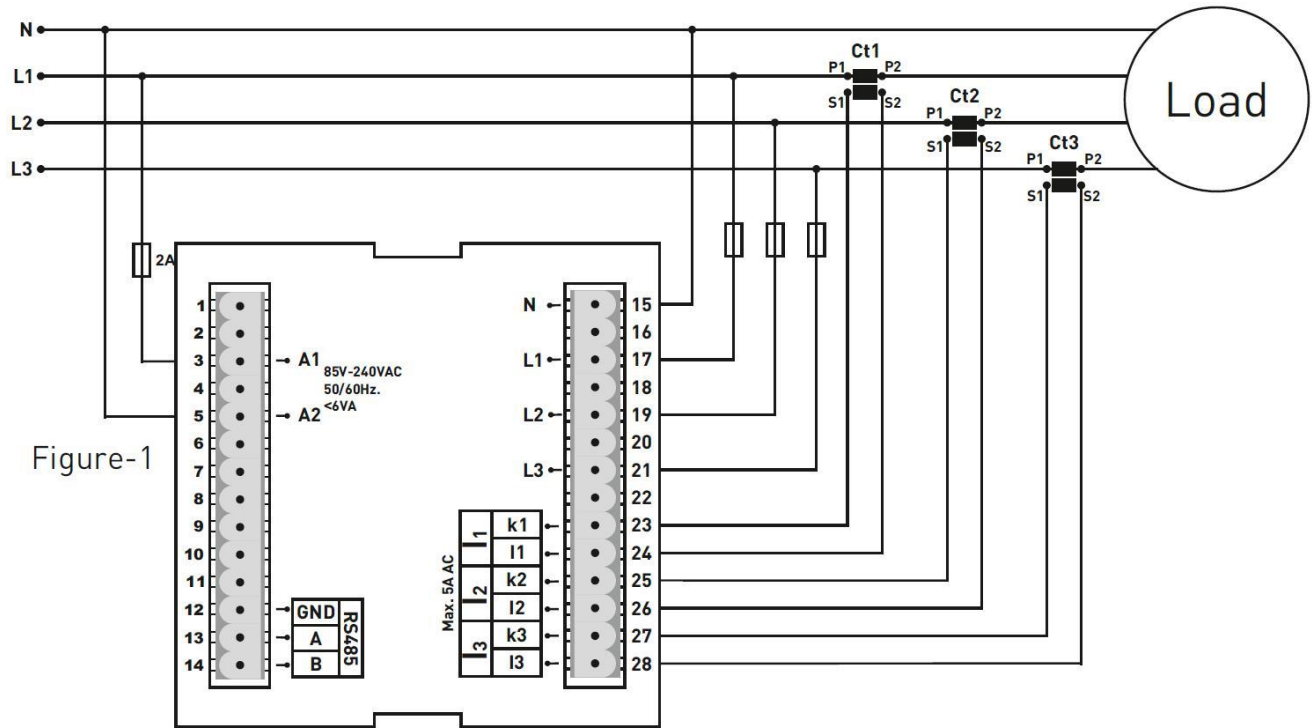 N
L1
L2
L3
Ct1
P1 P2
S1 S2
Ct2
P1 P2
S1 S2
Ct3
P1 P2
S1 S2
Load
2A
1
2
3
4
5
6
7
8
9
10
11
12
13
14
A1
85V-240VAC
50/60Hz.
<6VA
A2
GND
A
B
RS485
Figure-1
N
L1
L2
L3
Max. 5A AC
I1
k1
l1
I2
k2
l2
I3
k3
l3
15
16
17
18
19
20
21
22
23
24
25
26
27
28